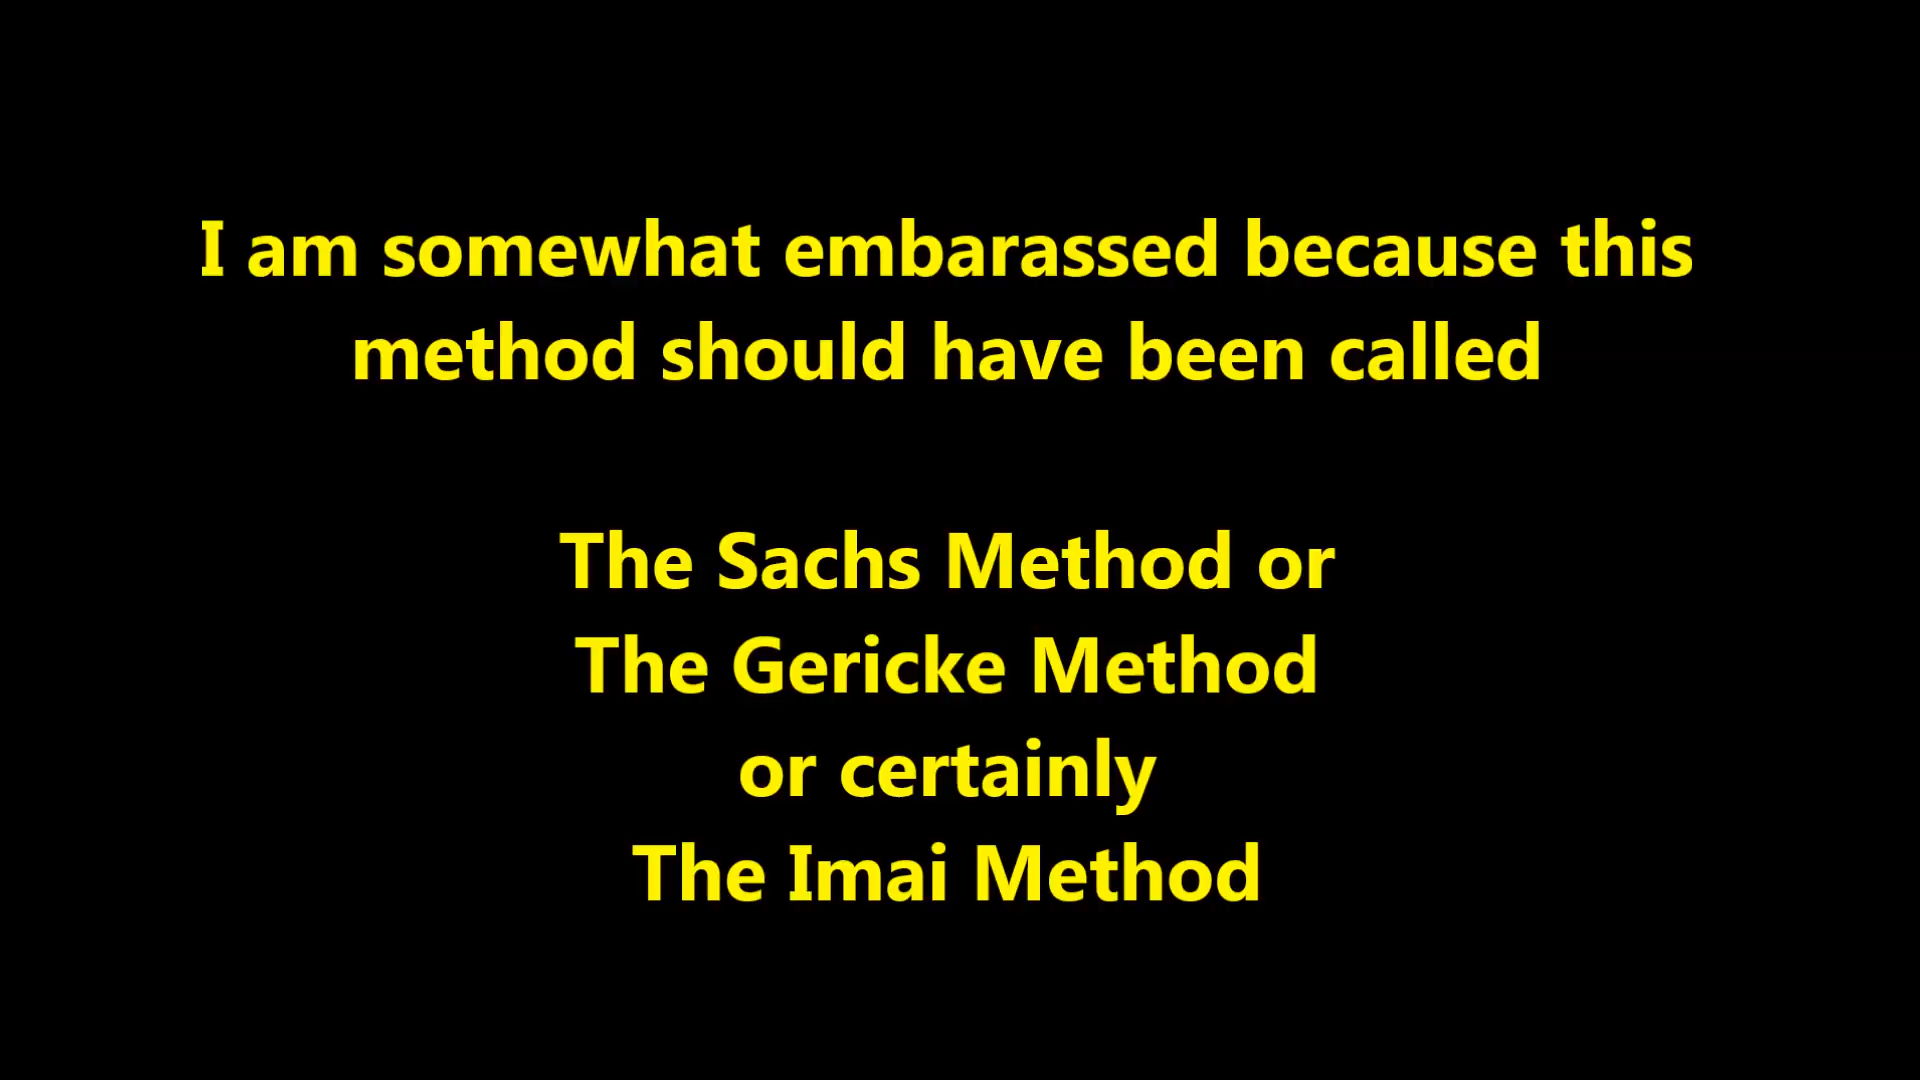 I am somewhat embarassed because this
method should have been called
The Sachs Method or
The Gericke Method
or certainly
The Imai Method